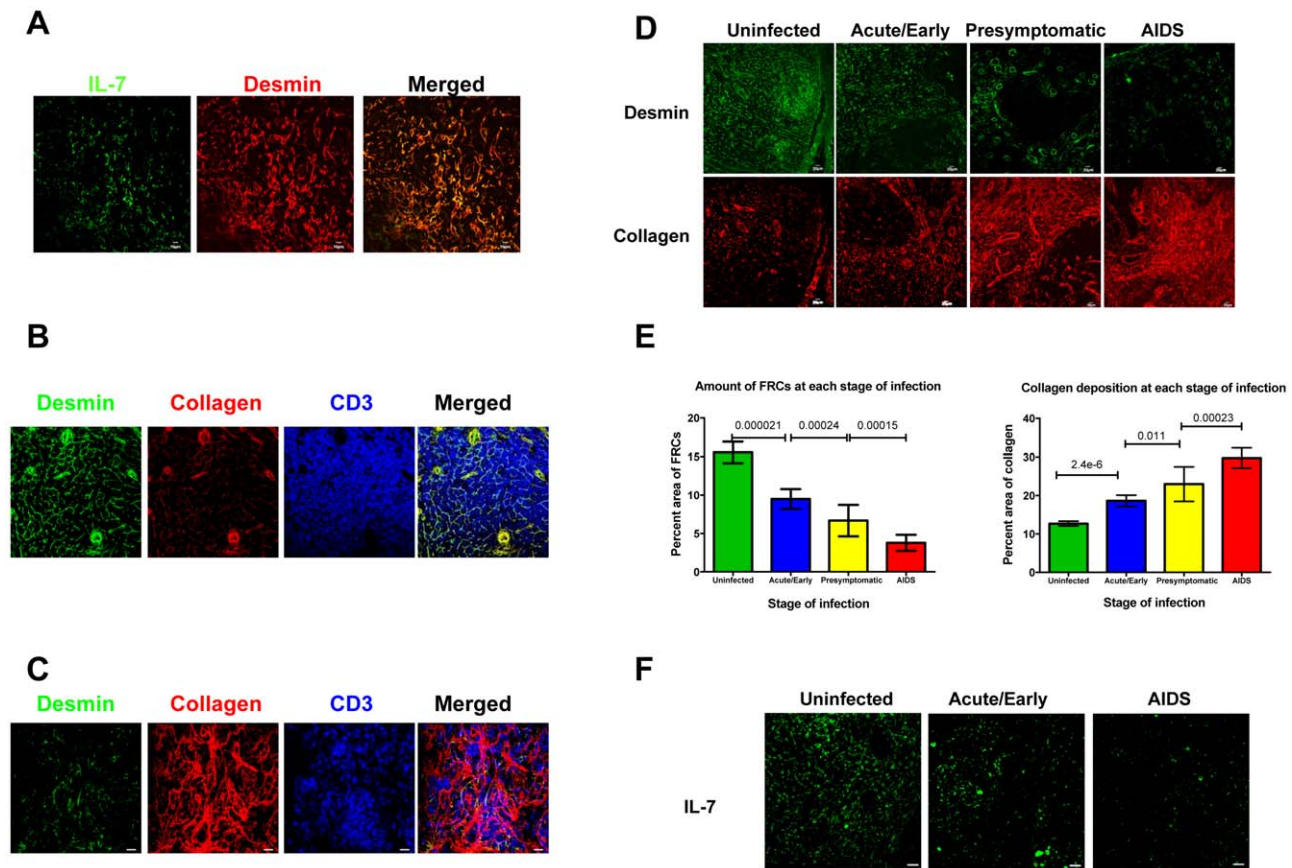 A
IL-7 Desmin Merged
B
Desmin Collagen CD3 Merged
C
Desmin Collagen CD3 Merged
D
Uninfected Acute/Early Presymptomatic AIDS
Desmin
Collagen
E
Amount of FRCs at each stage of infection
0.000021 0.00024 0.00015
Percent area of FRCs
20
15
10
5
0
Uninfected Acute/Early Presymptomatic AIDS
Stage of infection
Collagen deposition at each stage of infection
0.00023
0.011
2.4e-6
Percent area of collagen
40
30
20
10
0
Uninfected Acute/Early Presymptomatic AIDS
Stage of infection
F
Uninfected Acute/Early AIDS
IL-7